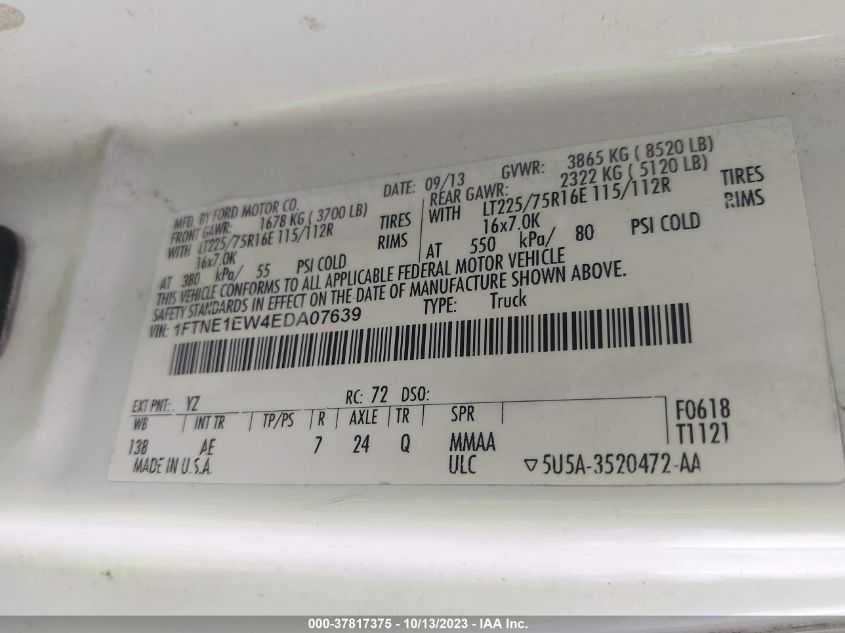 MFD. BY FORD MOTOR CO.
DATE: 09/13 GVWR: 3865 KG ( 8520 LB)
FRONT GAWR: 1678 KG ( 3700 LB)
REAR GAWR: 2322 KG ( 5120 LB)
WITH LT225/75R16E 115/112R TIRES
WITH LT225/75R16E 115/112R TIRES
16x7.0K RIMS
16x7.0K RIMS
AT 380 kPa/ 55 PSI COLD
AT 550 kPa/ 80 PSI COLD
THIS VEHICLE CONFORMS TO ALL APPLICABLE FEDERAL MOTOR VEHICLE
SAFETY STANDARDS IN EFFECT ON THE DATE OF MANUFACTURE SHOWN ABOVE.
VIN: 1FTNE1EW4EDA07639 TYPE: Truck
EXT PNT: YZ RC: 72 DSO:
WB INT TR TP/PS R AXLE TR SPR F0618
138 AE 7 24 Q MMAA T1121
MADE IN U.S.A. ULC ▽5U5A-3520472-AA
000-37817375 - 10/13/2023 - IAA Inc.